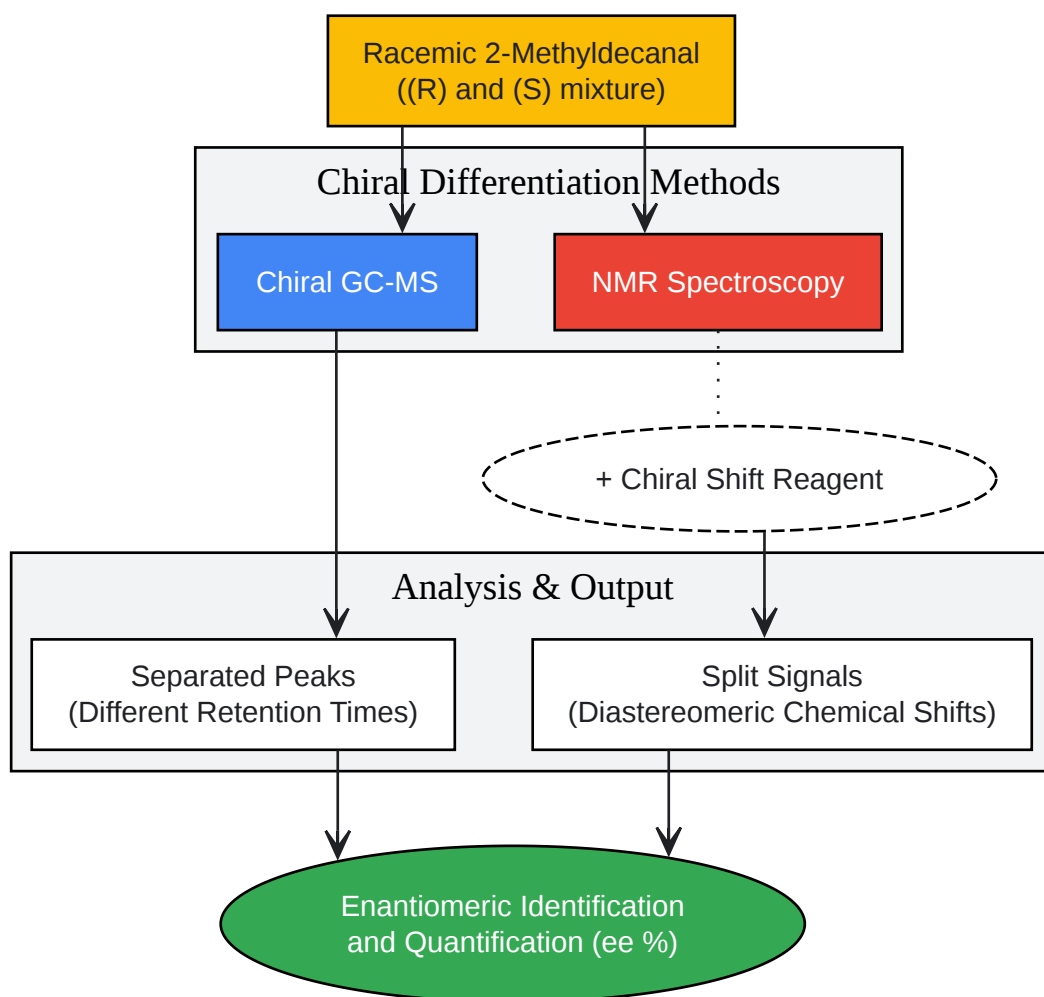 Racemic 2-Methyldecanal
((R) and (S) mixture)
Chiral Differentiation Methods
Chiral GC-MS
NMR Spectroscopy
+ Chiral Shift Reagent
Analysis & Output
Separated Peaks
(Different Retention Times)
Split Signals
(Diastereomeric Chemical Shifts)
Enantiomeric Identification
and Quantification (ee %)